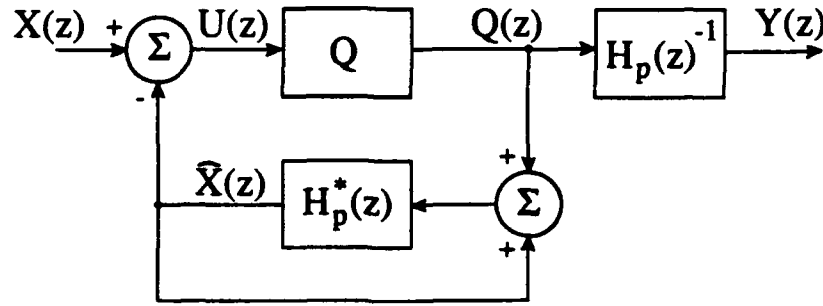 X(z) + Σ U(z) Q Q(z) H_p(z)^{-1} Y(z)
-
+
X̂(z) H_p^*(z) Σ
+